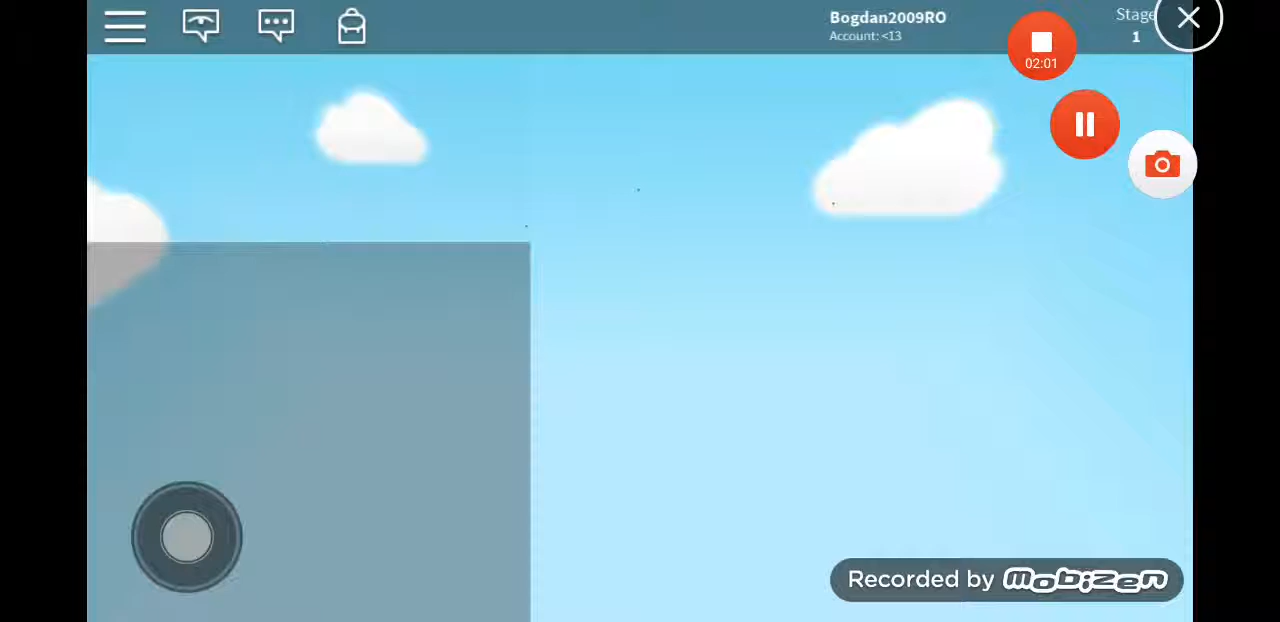 Bogdan2009RO
Account: <13
Stage
1
02:01
Recorded by mobizen